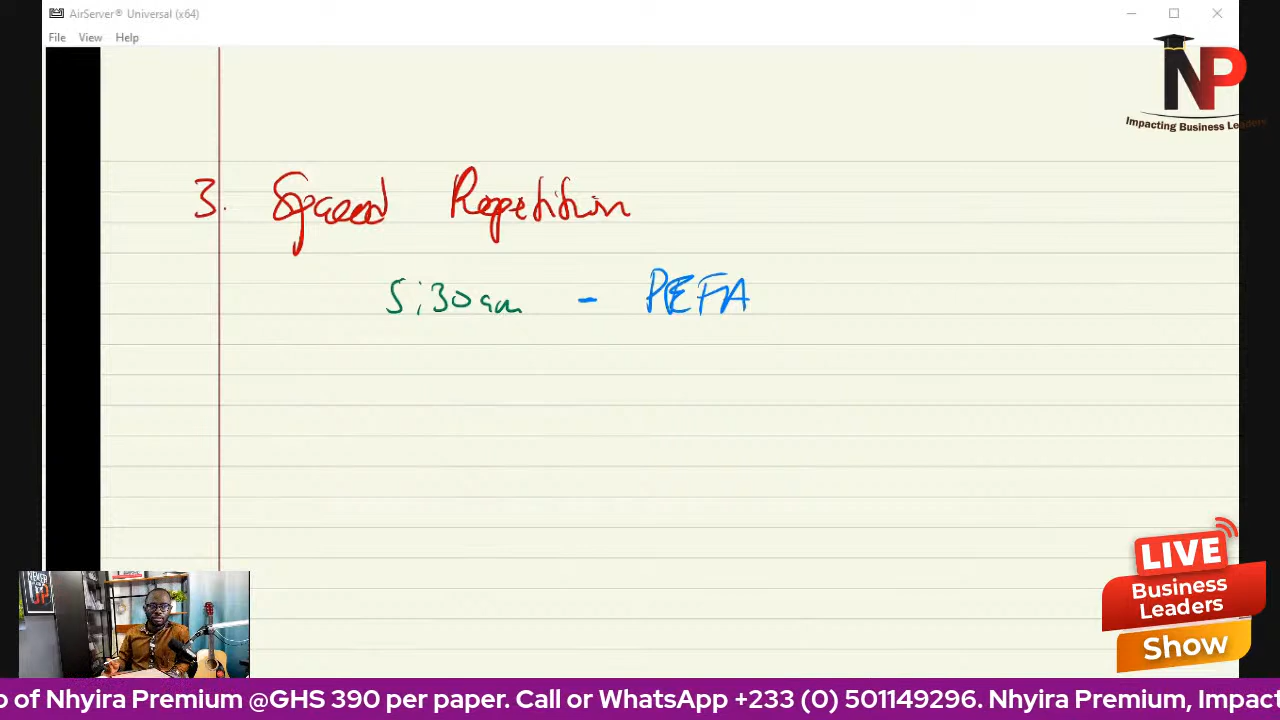 AirServer® Universal (x64)
File View Help
NP
Impacting Business Leaders
3. Spaced Repetition
5:30am - PEFA
LIVE
Business
Leaders
Show
p of Nhyira Premium @GHS 390 per paper. Call or WhatsApp +233 (0) 501149296. Nhyira Premium, Impact